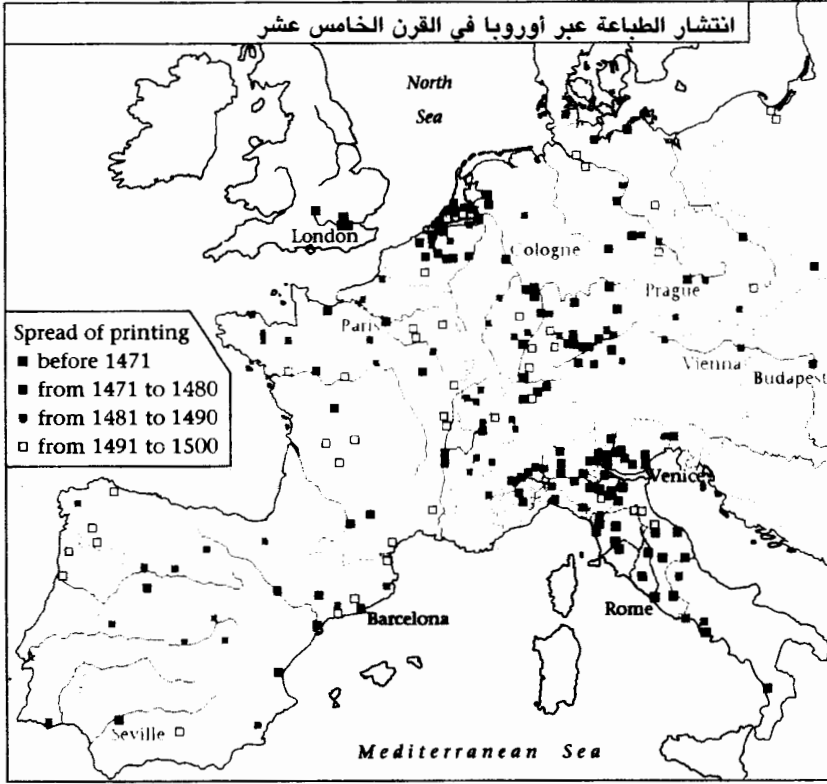 انتشار الطباعة عبر أوروبا في القرن الخامس عشر
North
Sea
London
Cologne
Paris
Prague
Spread of printing
■ before 1471
■ from 1471 to 1480
■ from 1481 to 1490
□ from 1491 to 1500
Vienna
Budapest
Venice
Barcelona
Rome
Seville
Mediterranean Sea